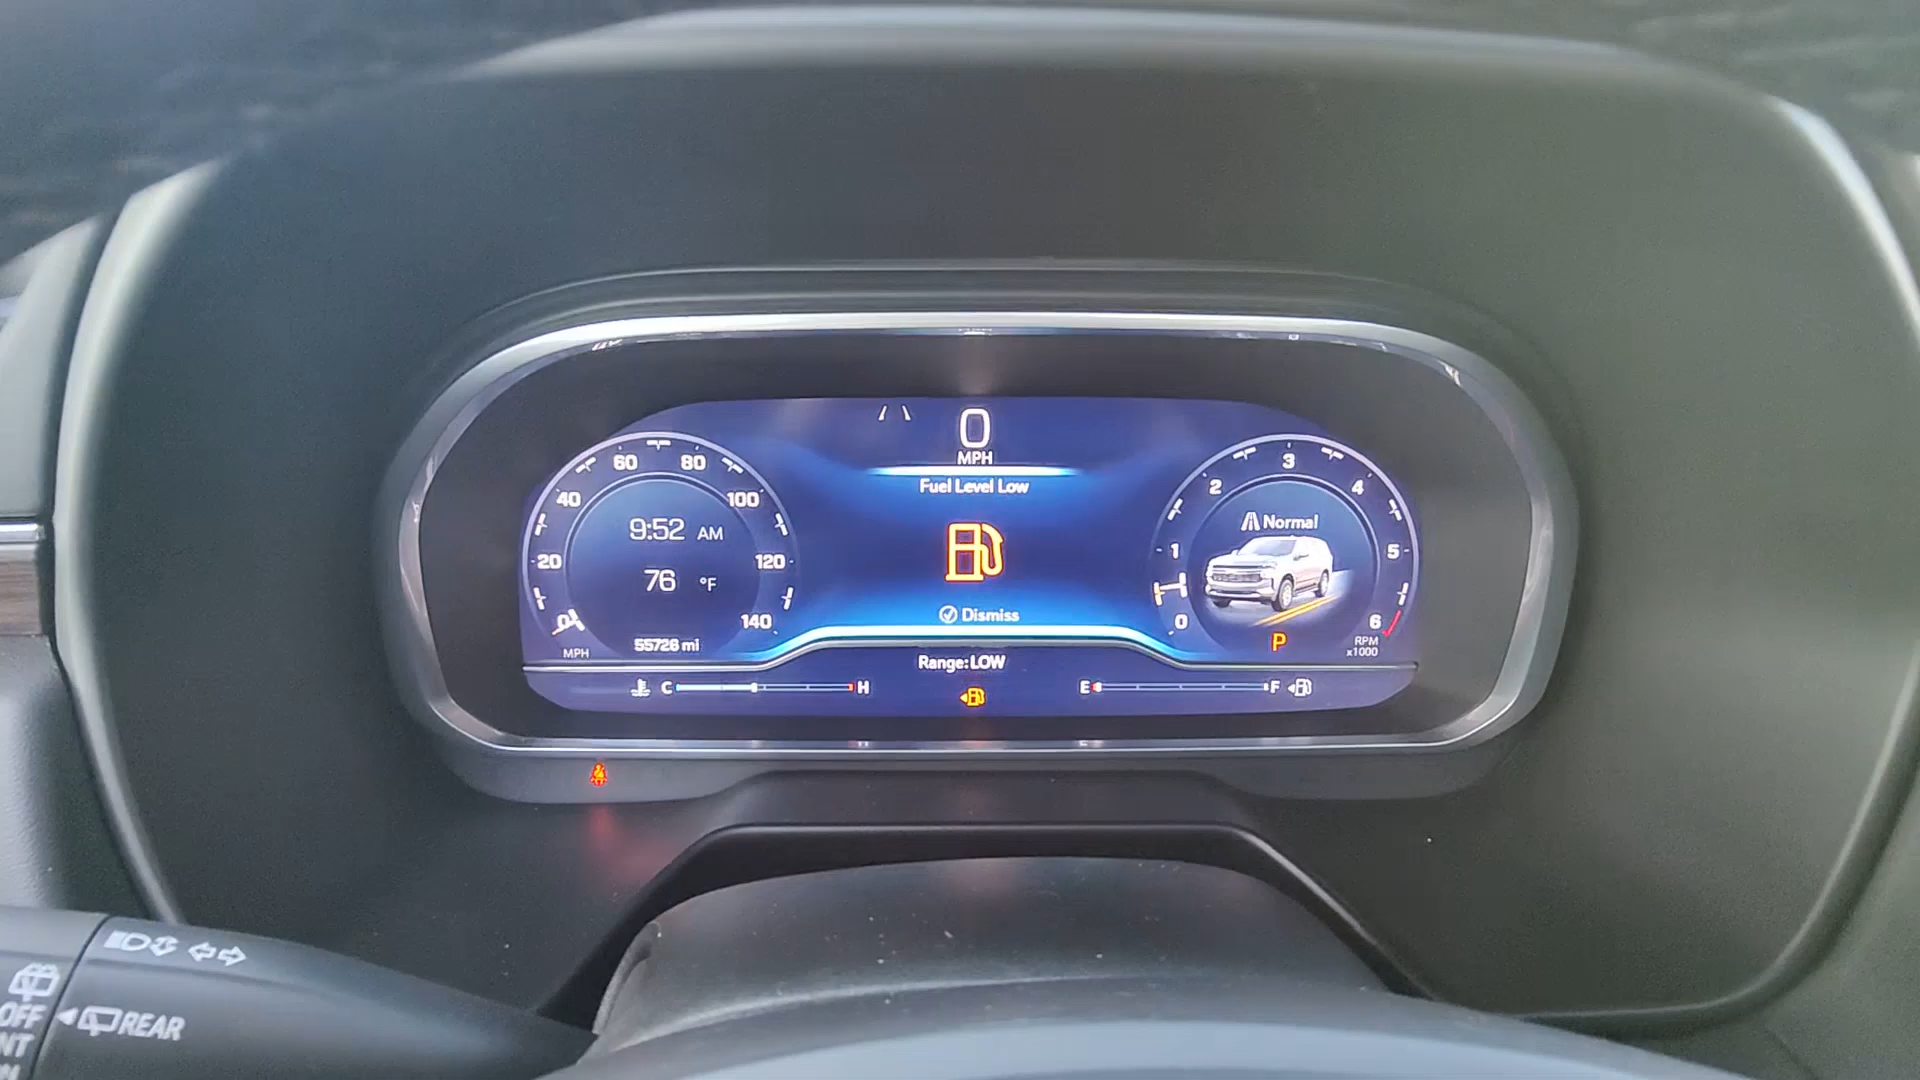 0
MPH
Fuel Level Low
Dismiss
Range: LOW
0 20 40 60 80 100 120 140
MPH
9:52 AM
76 °F
55726 mi
C H
0 1 2 3 4 5 6
Normal
P
RPM
x1000
E F
OFF
REAR